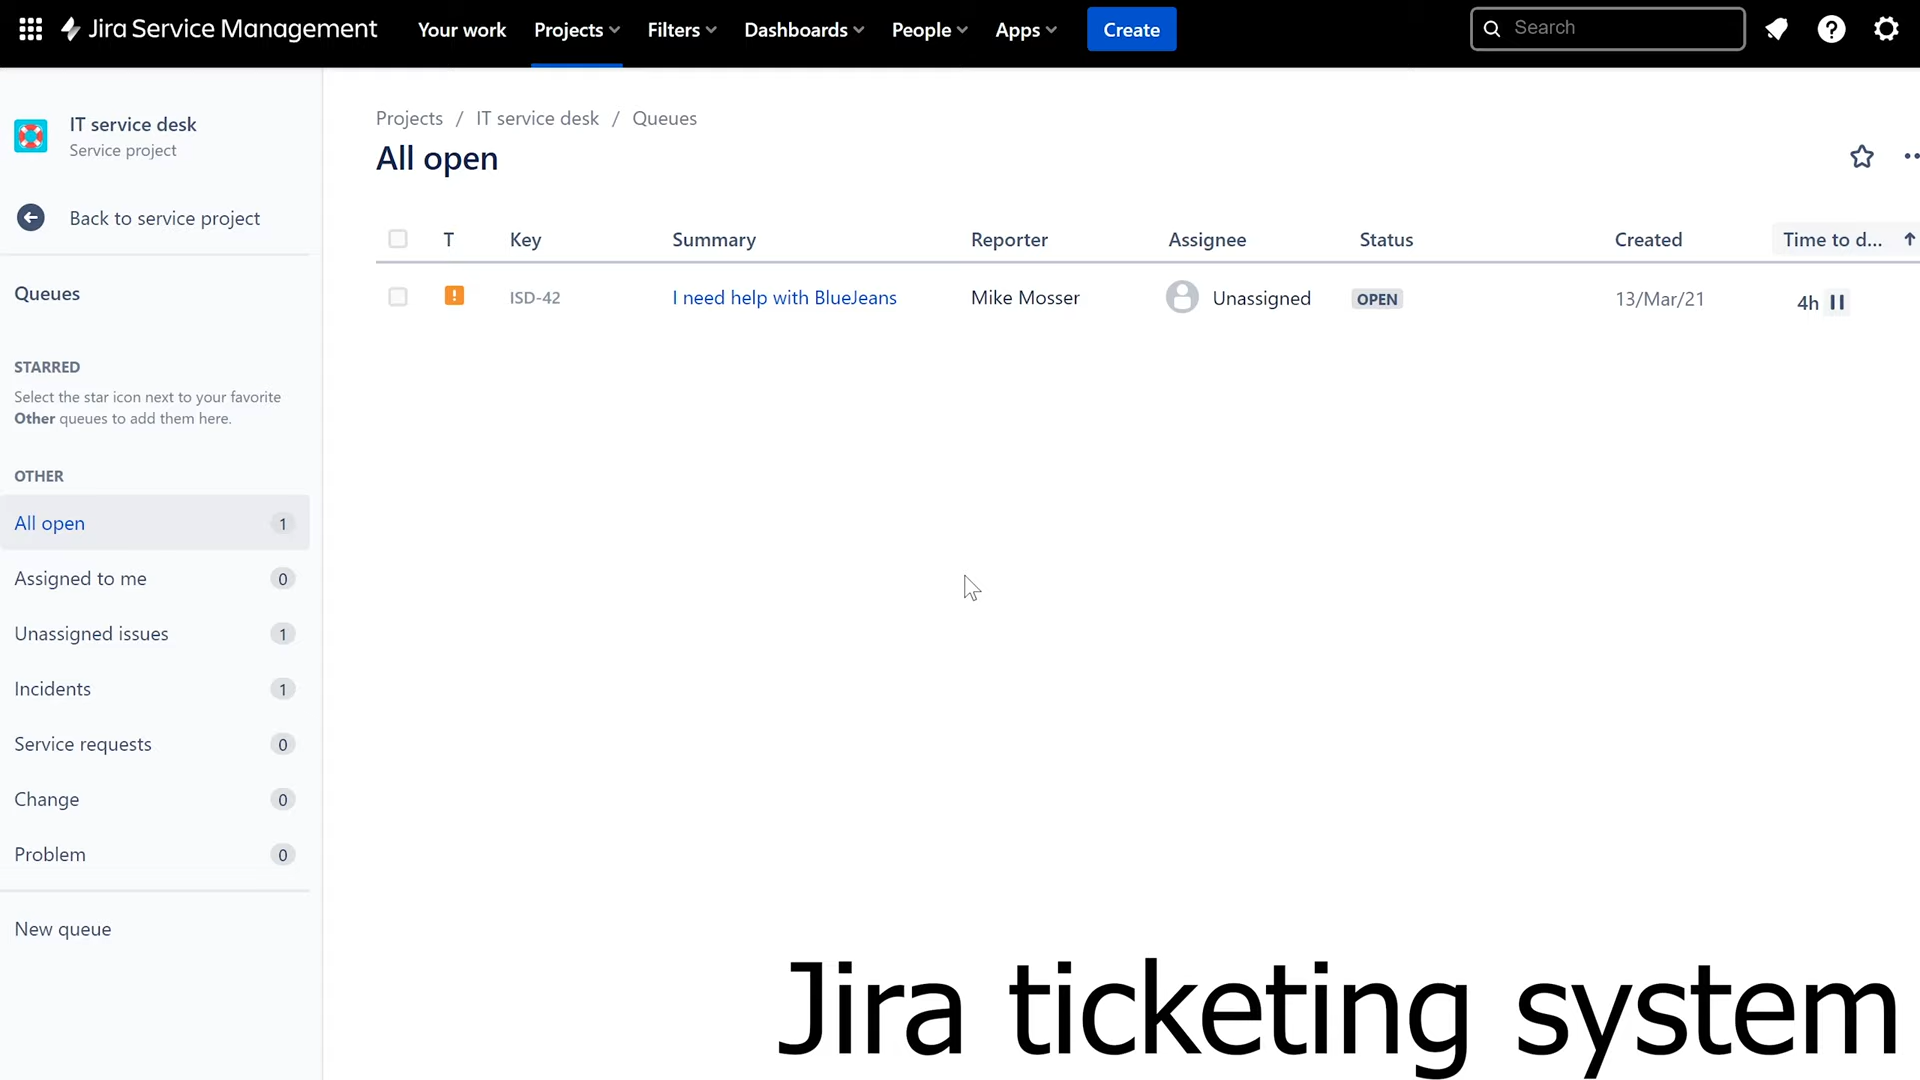 Jira Service Management Your work Projects Filters Dashboards People Apps Create Search
IT service desk
Service project
Back to service project
Queues
STARRED
Select the star icon next to your favorite
Other queues to add them here.
OTHER
All open 1
Assigned to me 0
Unassigned issues 1
Incidents 1
Service requests 0
Change 0
Problem 0
New queue
Projects / IT service desk / Queues
All open
T Key Summary Reporter Assignee Status Created Time to d...
ISD-42 I need help with BlueJeans Mike Mosser Unassigned OPEN 13/Mar/21 4h
Jira ticketing system